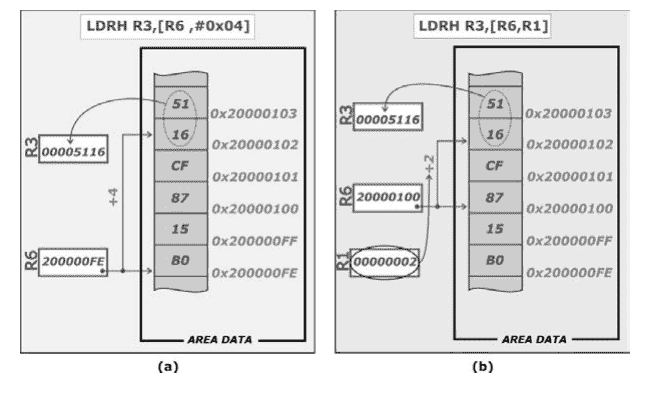 LDRH R3,[R6 ,#0x04]
51
0x20000103
16
0x20000102
R3
00005116
CF
0x20000101
+4
87
0x20000100
15
0x200000FF
R6
200000FE
B0
0x200000FE
AREA DATA
(a)
LDRH R3,[R6,R1]
51
0x20000103
R3
00005116
16
0x20000102
CF
+2
0x20000101
R6
20000100
87
0x20000100
15
0x200000FF
R1
00000002
B0
0x200000FE
AREA DATA
(b)